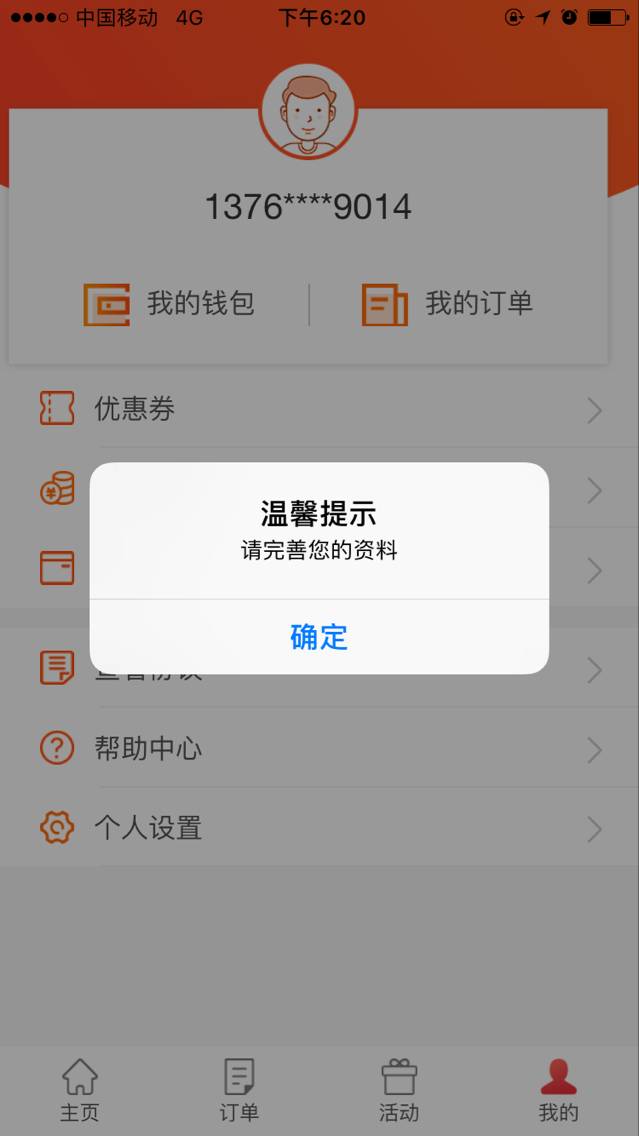 中国移动 4G 下午6:20
1376****9014
我的钱包 我的订单
优惠券
温馨提示
请完善您的资料
确定
帮助中心
个人设置
主页 订单 活动 我的